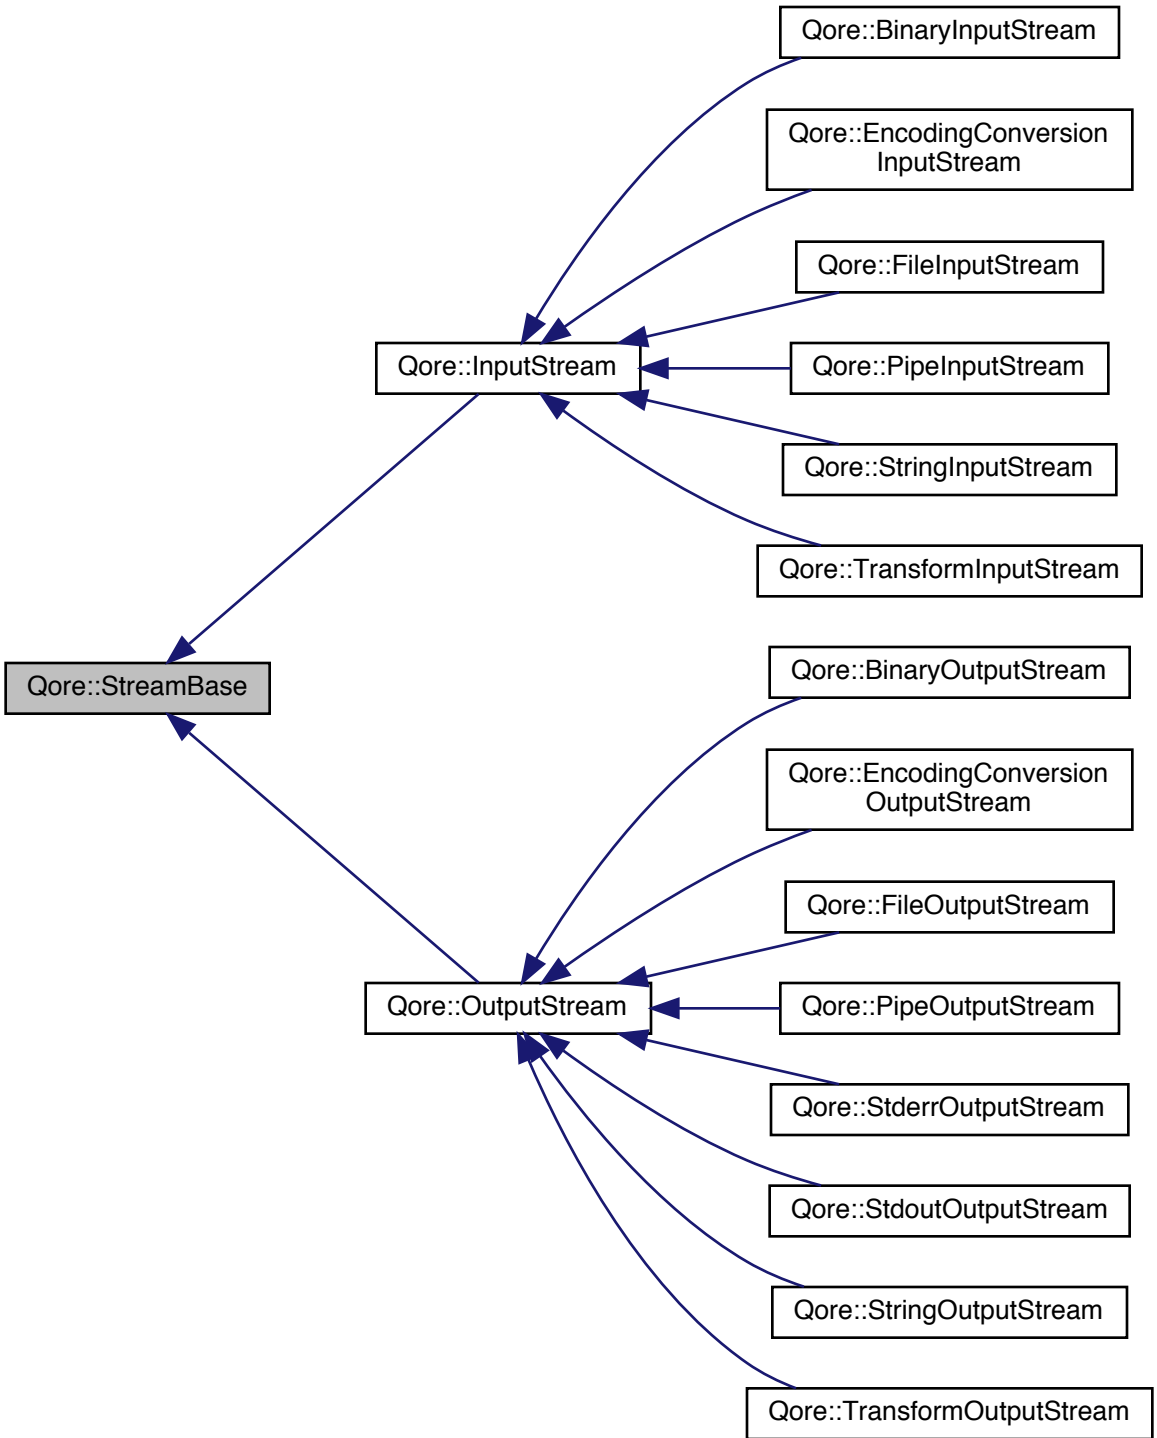 Qore::BinaryInputStream
Qore::EncodingConversion
InputStream
Qore::FileInputStream
Qore::InputStream
Qore::PipeInputStream
Qore::StringInputStream
Qore::TransformInputStream
Qore::StreamBase
Qore::BinaryOutputStream
Qore::EncodingConversion
OutputStream
Qore::FileOutputStream
Qore::OutputStream
Qore::PipeOutputStream
Qore::StderrOutputStream
Qore::StdoutOutputStream
Qore::StringOutputStream
Qore::TransformOutputStream